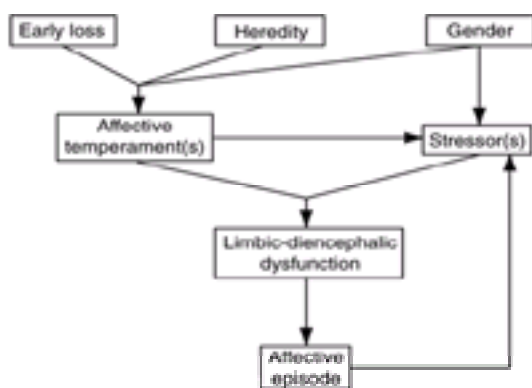 Early loss
Heredity
Gender
Affective
temperament(s)
Stressor(s)
Limbic-diencephalic
dysfunction
Affective
episode